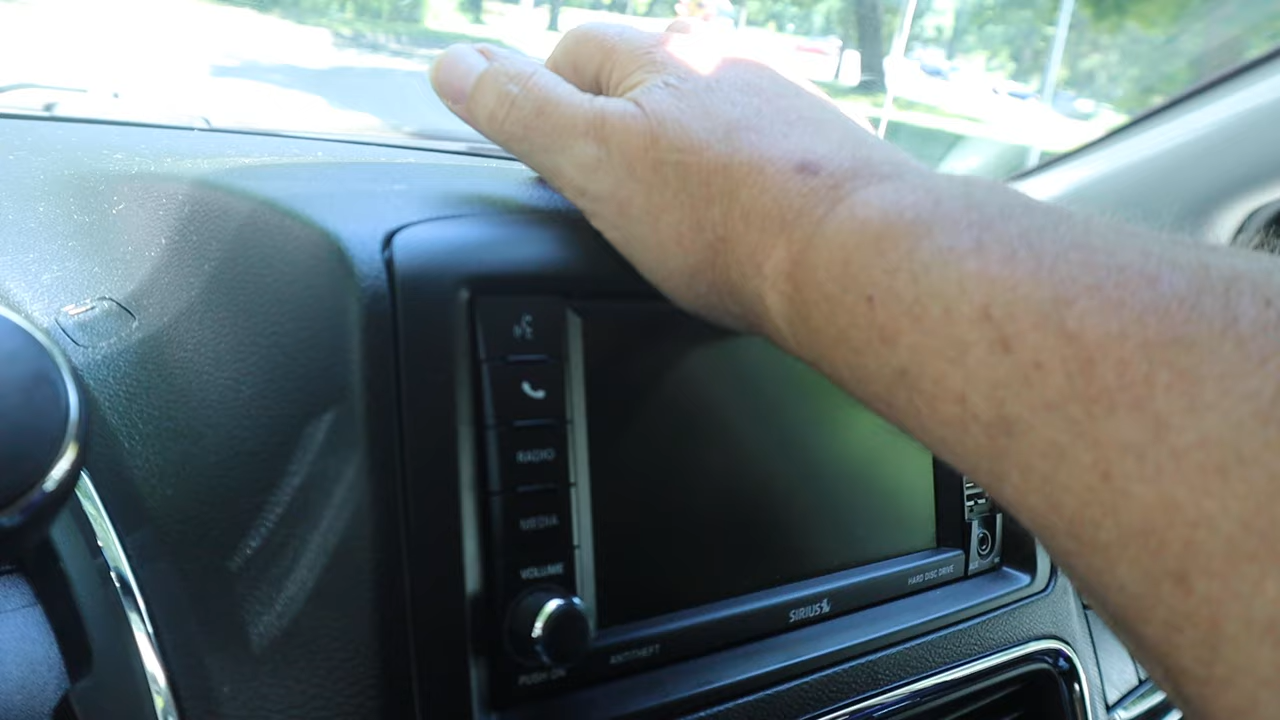 RADIO
MEDIA
VOLUME
PUSH ON
ANTITHEFT
SIRIUS
HARD DISC DRIVE